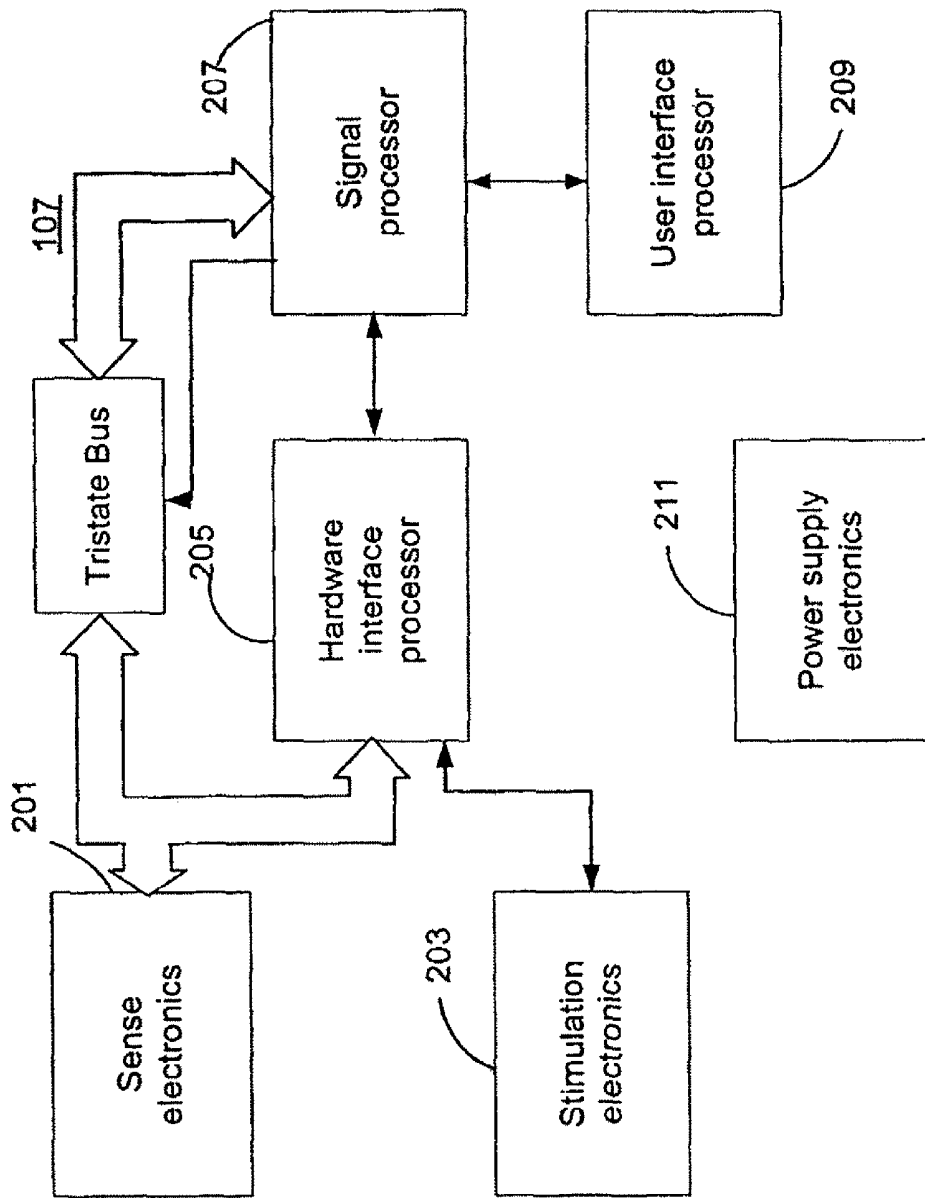 107
201
Sense
electronics
Tristate Bus
207
Signal
processor
205
Hardware
interface
processor
203
Stimulation
electronics
User interface
processor
209
211
Power supply
electronics